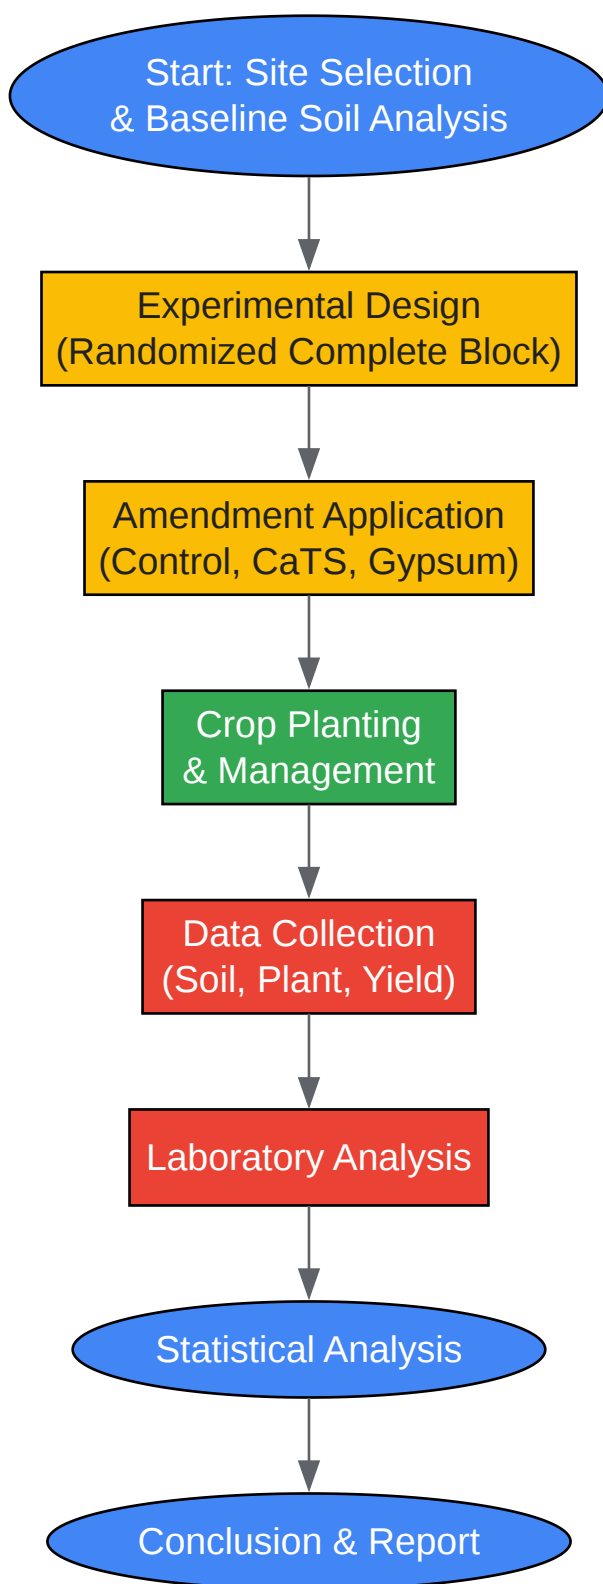 Start: Site Selection
& Baseline Soil Analysis
Experimental Design
(Randomized Complete Block)
Amendment Application
(Control, CaTS, Gypsum)
Crop Planting
& Management
Data Collection
(Soil, Plant, Yield)
Laboratory Analysis
Statistical Analysis
Conclusion & Report